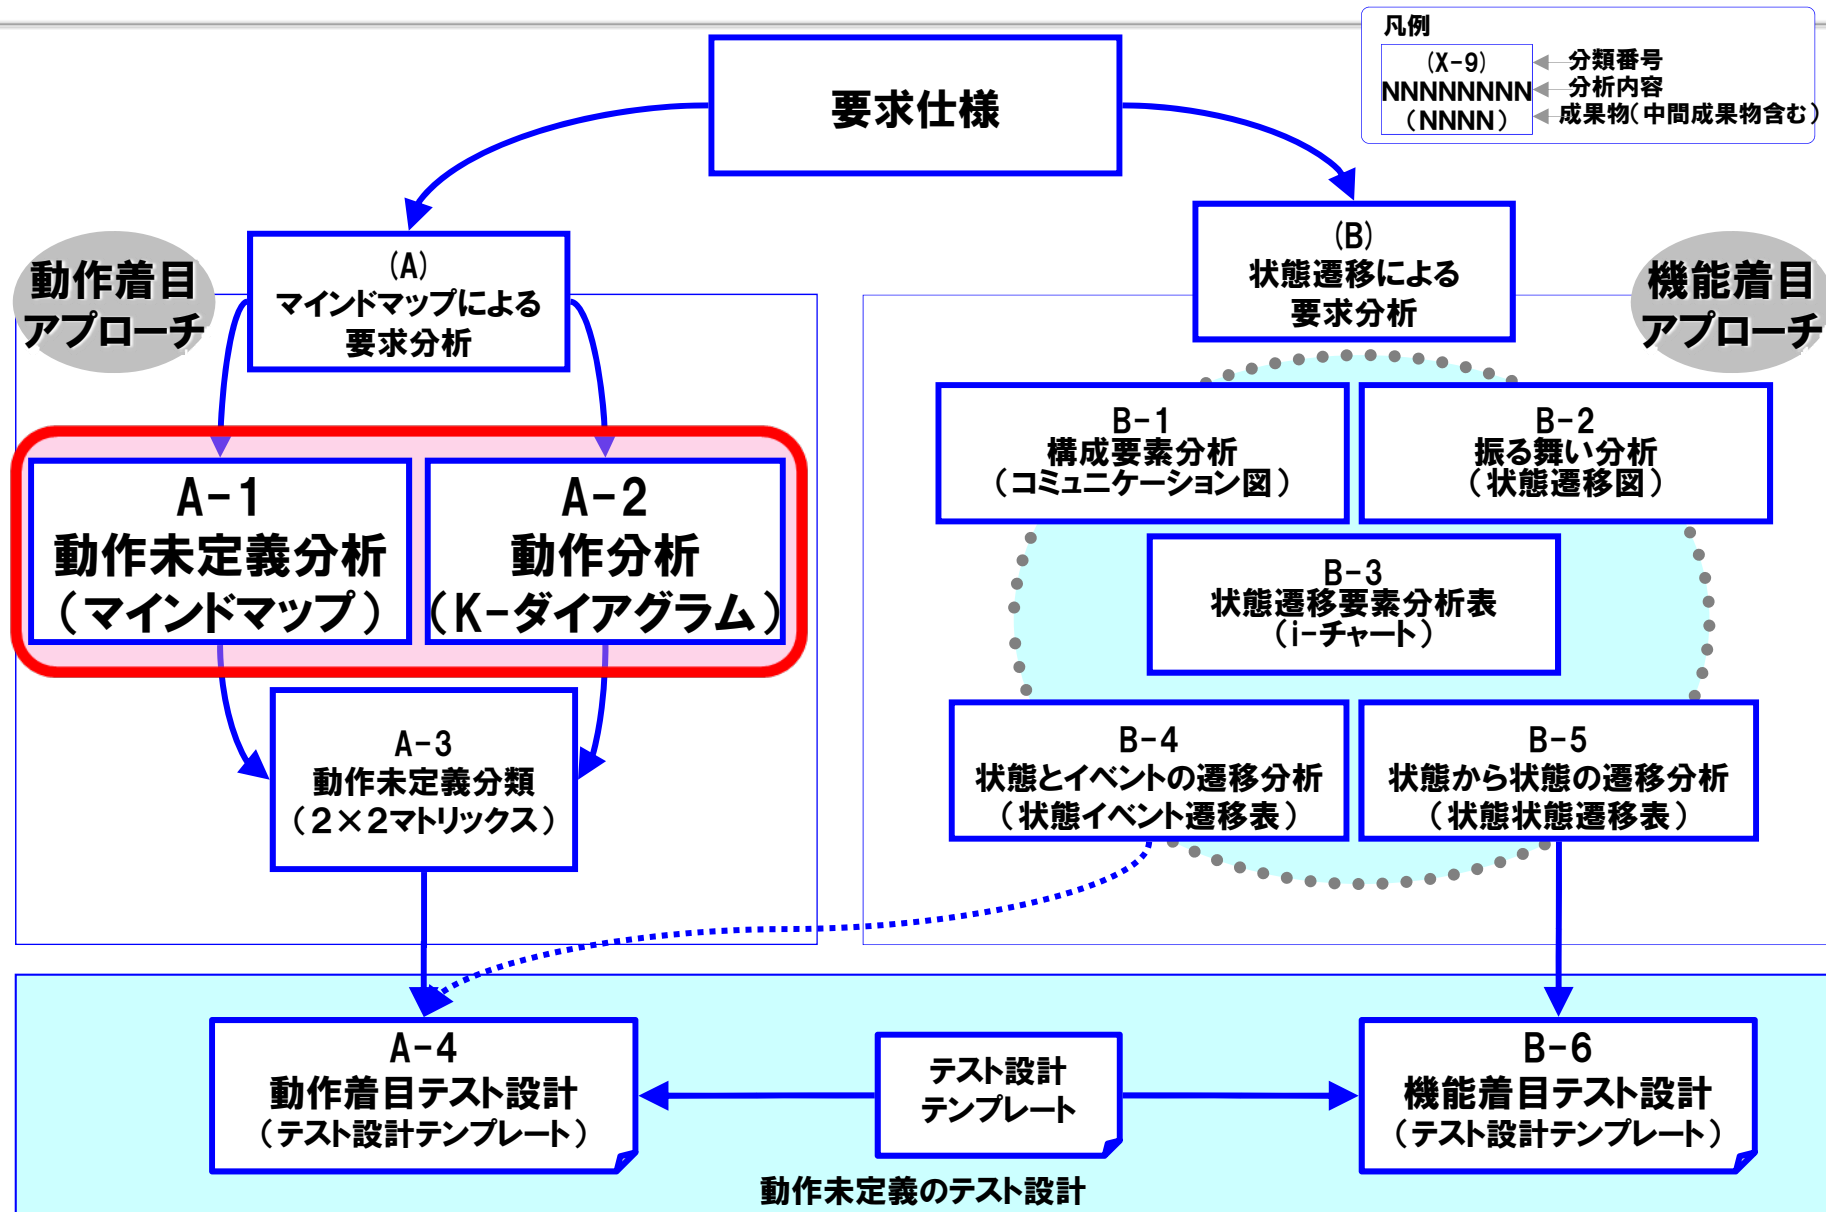 凡例
(X-9)
NNNNNNNN
(NNNN)
分類番号
分析内容
成果物(中間成果物含む)
要求仕様
動作着目
アプローチ
(A)
マインドマップによる
要求分析
(B)
状態遷移による
要求分析
機能着目
アプローチ
A-1
動作未定義分析
(マインドマップ)
A-2
動作分析
(K-ダイアグラム)
A-3
動作未定義分類
(2×2マトリックス)
B-1
構成要素分析
(コミュニケーション図)
B-2
振る舞い分析
(状態遷移図)
B-3
状態遷移要素分析表
(i-チャート)
B-4
状態とイベントの遷移分析
(状態イベント遷移表)
B-5
状態から状態の遷移分析
(状態状態遷移表)
A-4
動作着目テスト設計
(テスト設計テンプレート)
テスト設計
テンプレート
B-6
機能着目テスト設計
(テスト設計テンプレート)
動作未定義のテスト設計